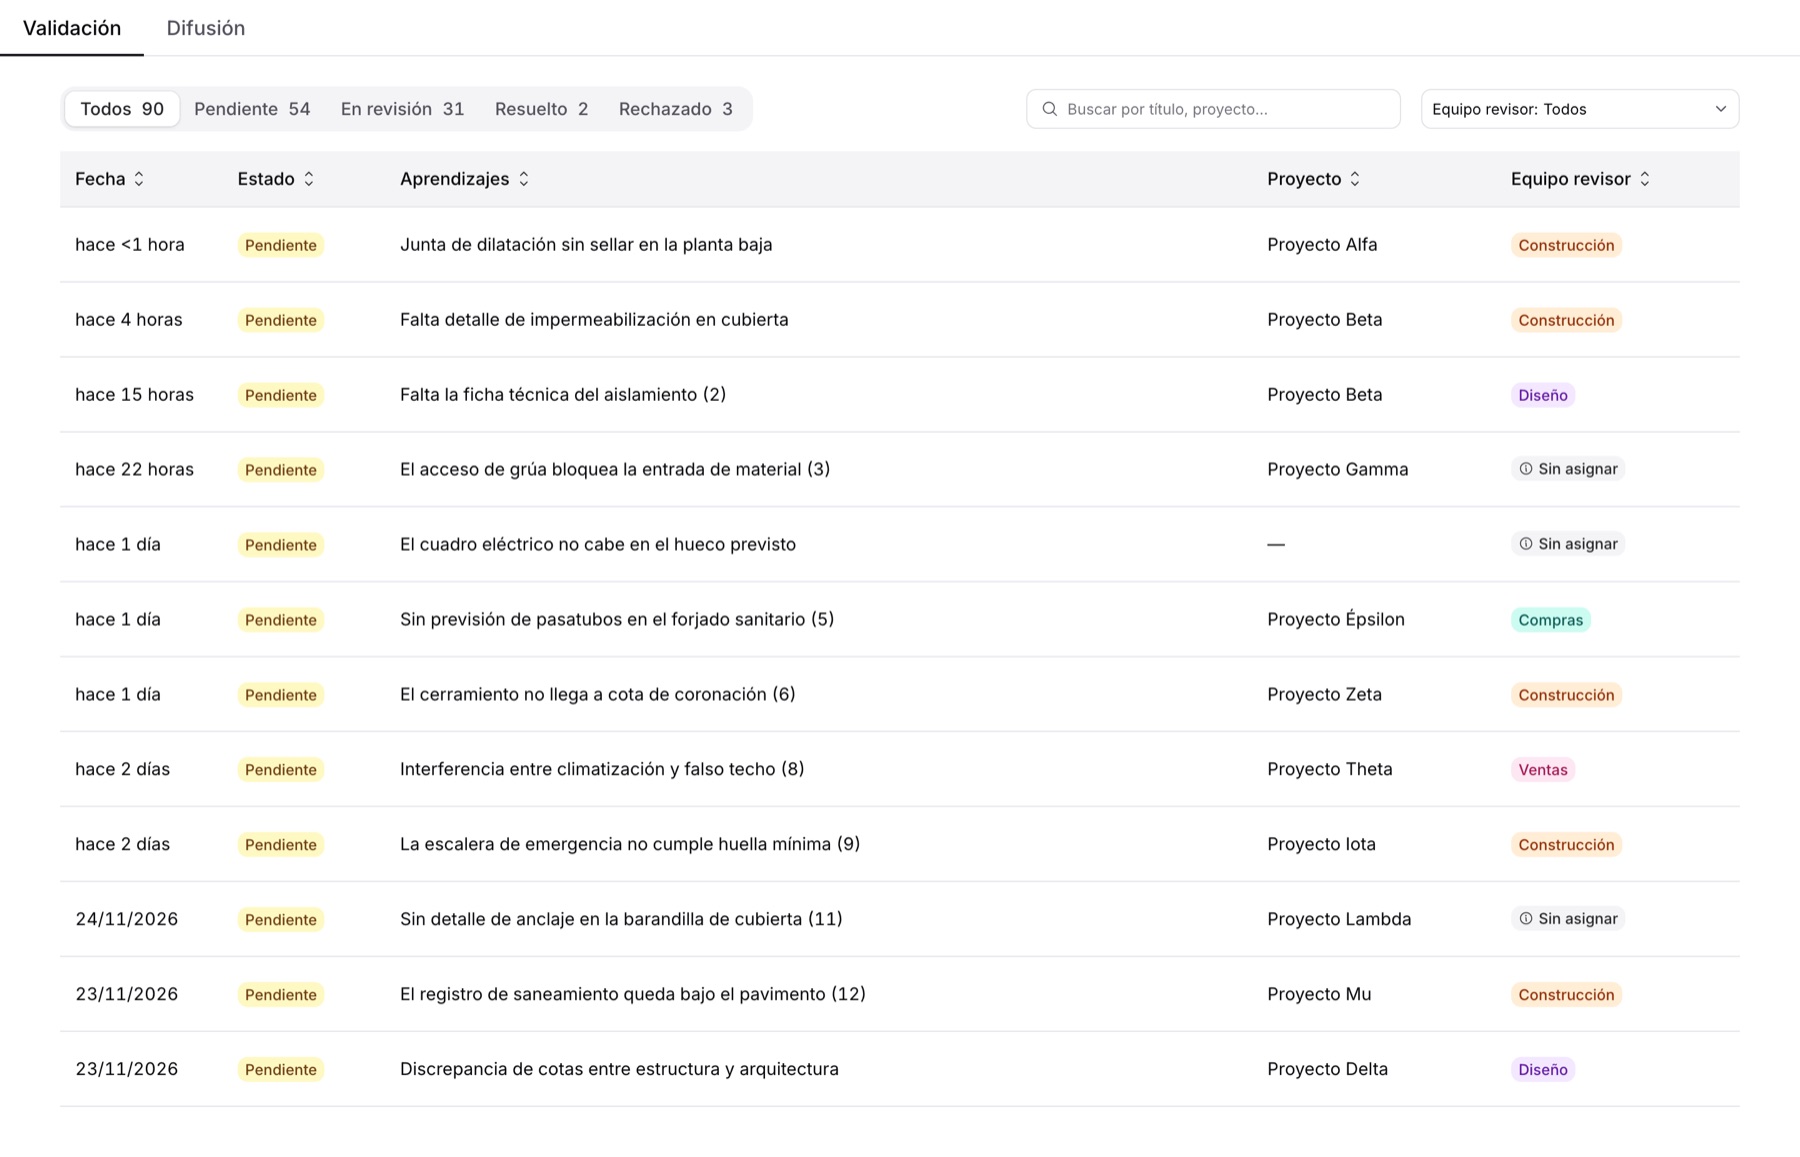 Validación Difusión
Todos 90 Pendiente 54 En revisión 31 Resuelto 2 Rechazado 3 Buscar por título, proyecto... Equipo revisor: Todos
Fecha Estado Aprendizajes Proyecto Equipo revisor
hace <1 hora Pendiente Junta de dilatación sin sellar en la planta baja Proyecto Alfa Construcción
hace 4 horas Pendiente Falta detalle de impermeabilización en cubierta Proyecto Beta Construcción
hace 15 horas Pendiente Falta la ficha técnica del aislamiento (2) Proyecto Beta Diseño
hace 22 horas Pendiente El acceso de grúa bloquea la entrada de material (3) Proyecto Gamma Sin asignar
hace 1 día Pendiente El cuadro eléctrico no cabe en el hueco previsto — Sin asignar
hace 1 día Pendiente Sin previsión de pasatubos en el forjado sanitario (5) Proyecto Épsilon Compras
hace 1 día Pendiente El cerramiento no llega a cota de coronación (6) Proyecto Zeta Construcción
hace 2 días Pendiente Interferencia entre climatización y falso techo (8) Proyecto Theta Ventas
hace 2 días Pendiente La escalera de emergencia no cumple huella mínima (9) Proyecto Iota Construcción
24/11/2026 Pendiente Sin detalle de anclaje en la barandilla de cubierta (11) Proyecto Lambda Sin asignar
23/11/2026 Pendiente El registro de saneamiento queda bajo el pavimento (12) Proyecto Mu Construcción
23/11/2026 Pendiente Discrepancia de cotas entre estructura y arquitectura Proyecto Delta Diseño